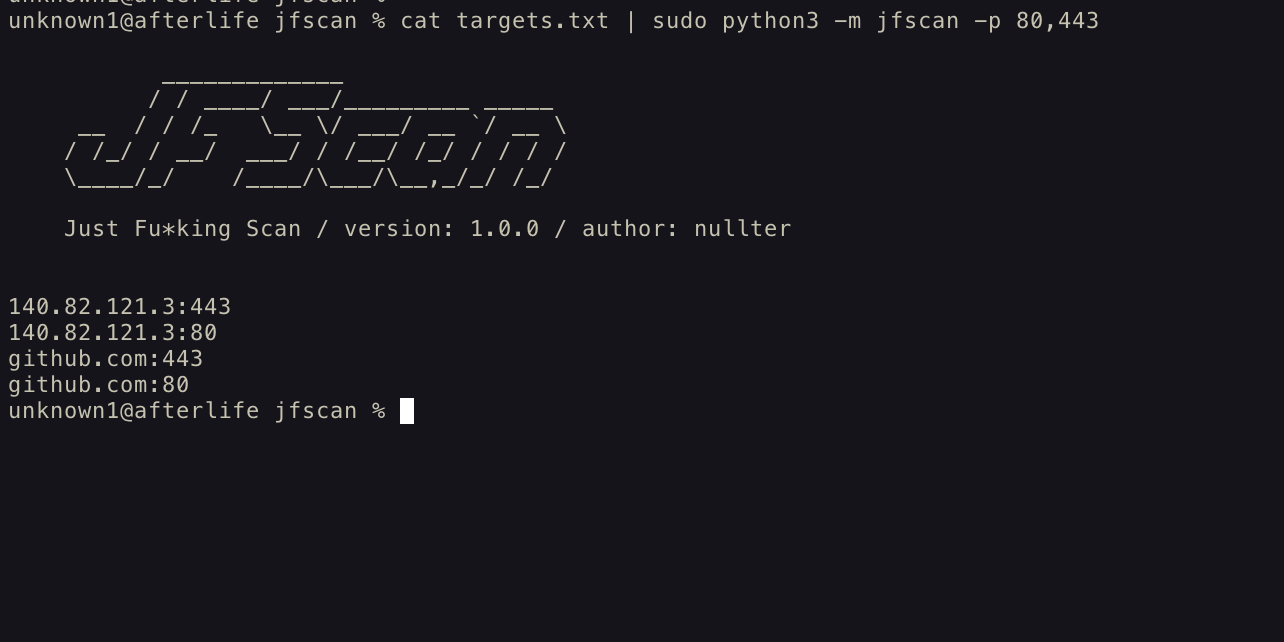 unknown1@afterlife jfscan %
unknown1@afterlife jfscan % cat targets.txt | sudo python3 -m jfscan -p 80,443
           _____________
          / / ____/ ___/_________ _____
     __  / / /_   \__ \/ ___/ __ `/ __ \
    / /_/ / __/  ___/ / /__/ /_/ / / / /
    \____/_/    /____/\___/\__,_/_/ /_/
    Just Fu*king Scan / version: 1.0.0 / author: nullter
140.82.121.3:443
140.82.121.3:80
github.com:443
github.com:80
unknown1@afterlife jfscan %